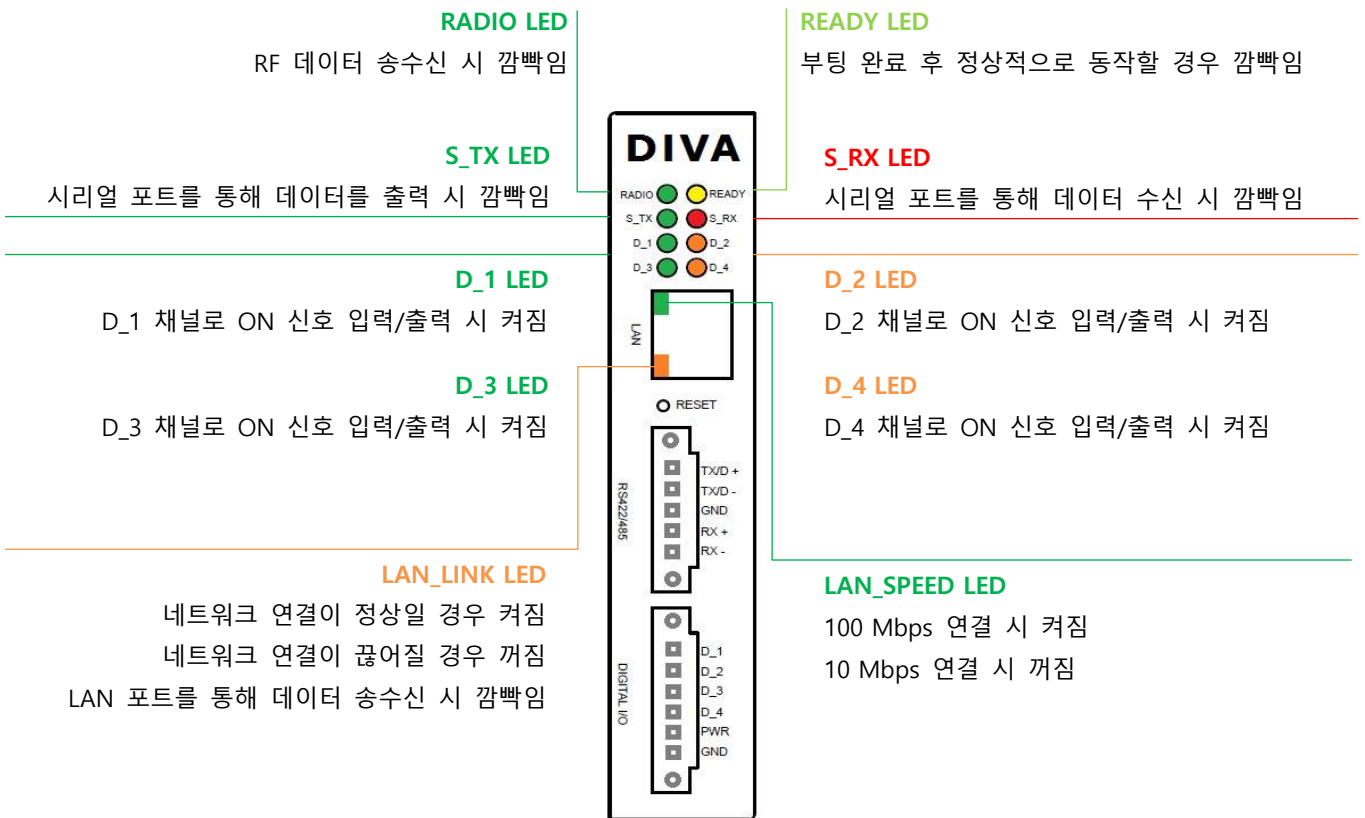 RADIO LED
RF 데이터 송수신 시 깜빡임
READY LED
부팅 완료 후 정상적으로 동작할 경우 깜빡임
S_TX LED
시리얼 포트를 통해 데이터를 출력 시 깜빡임
S_RX LED
시리얼 포트를 통해 데이터 수신 시 깜빡임
D_1 LED
D_1 채널로 ON 신호 입력/출력 시 켜짐
D_2 LED
D_2 채널로 ON 신호 입력/출력 시 켜짐
D_3 LED
D_3 채널로 ON 신호 입력/출력 시 켜짐
D_4 LED
D_4 채널로 ON 신호 입력/출력 시 켜짐
LAN_LINK LED
네트워크 연결이 정상일 경우 켜짐
네트워크 연결이 끊어질 경우 꺼짐
LAN 포트를 통해 데이터 송수신 시 깜빡임
LAN_SPEED LED
100 Mbps 연결 시 켜짐
10 Mbps 연결 시 꺼짐
DIVA
RADIO READY
S_TX S_RX
D_1 D_2
D_3 D_4
LAN
RESET
RS422/485
TX/D +
TX/D -
GND
RX +
RX -
DIGITAL I/O
D_1
D_2
D_3
D_4
PWR
GND